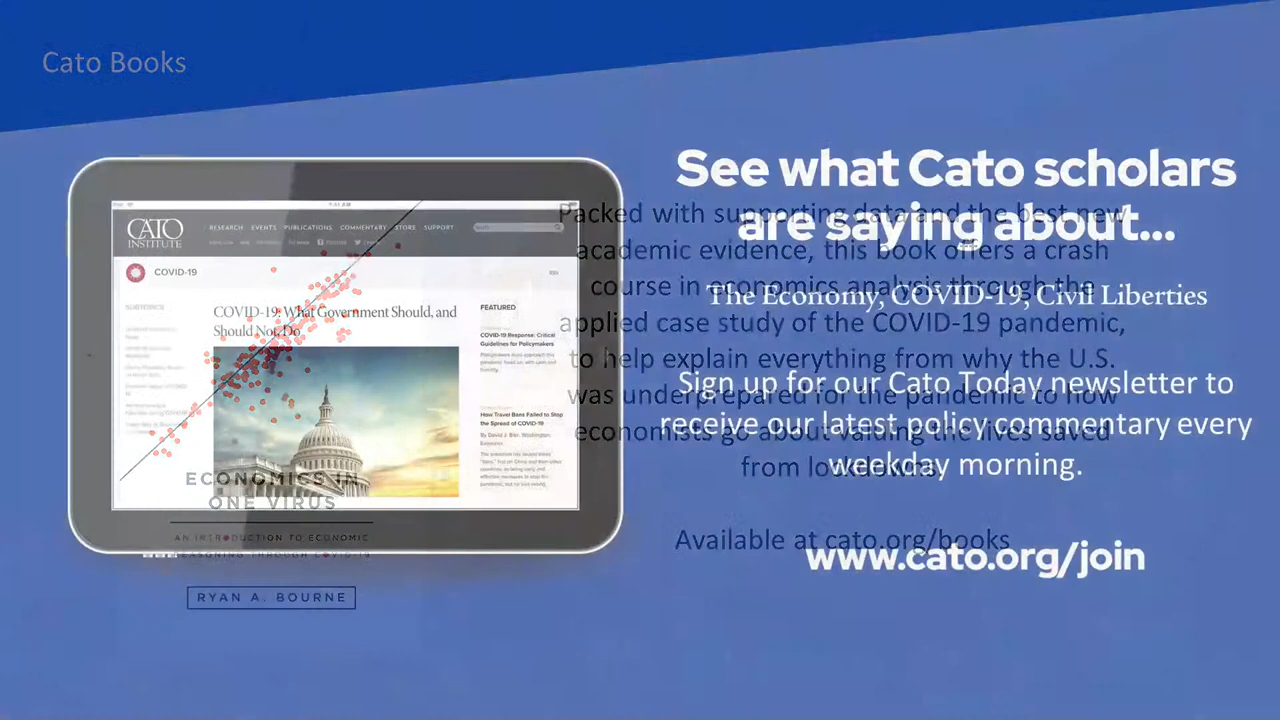 Cato Books
See what Cato scholars
are saying about...
The Economy, COVID-19, Civil Liberties
Sign up for our Cato Today newsletter to
receive our latest policy commentary every
weekday morning.
www.cato.org/join
Packed with supporting data and the best new
academic evidence, this book offers a crash
course in economics analysis through the
applied case study of the COVID-19 pandemic,
to help explain everything from why the U.S.
was underprepared for the pandemic to how
economists go about valuing the lives saved
from lockdowns.
Available at cato.org/books
CATO
INSTITUTE
RESEARCH EVENTS PUBLICATIONS COMMENTARY STORE SUPPORT
COVID-19
SUBTOPICS
COVID-19: What Government Should, and
Should Not, Do
FEATURED
COVID-19 Response: Critical
Guidelines for Policymakers
How Travel Bans Failed to Stop
the Spread of COVID-19
By David J. Bier, Washington
ECONOMICS IN
ONE VIRUS
AN INTRODUCTION TO ECONOMIC
REASONING THROUGH COVID-19
RYAN A. BOURNE